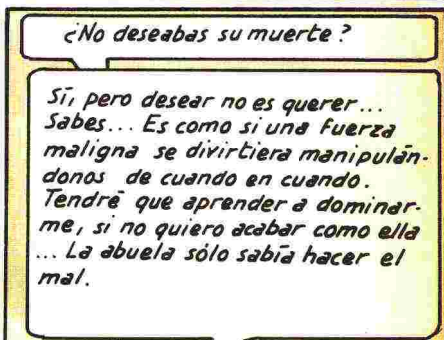 ¿No deseabas su muerte?
Sí, pero desear no es querer...
Sabes... Es como si una fuerza
maligna se divirtiera manipulán-
donos de cuando en cuando.
Tendré que aprender a dominar-
me, si no quiero acabar como ella
... La abuela sólo sabía hacer el
mal.